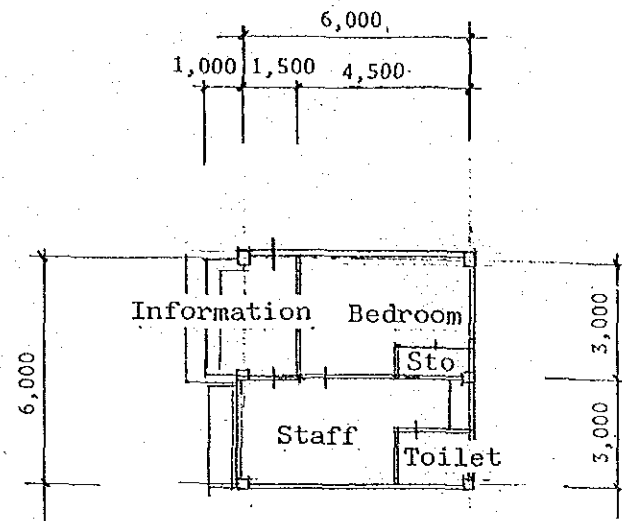 6,000
1,000 1,500 4,500
Information Bedroom
Sto
3,000
6,000
Staff
Toilet
3,000